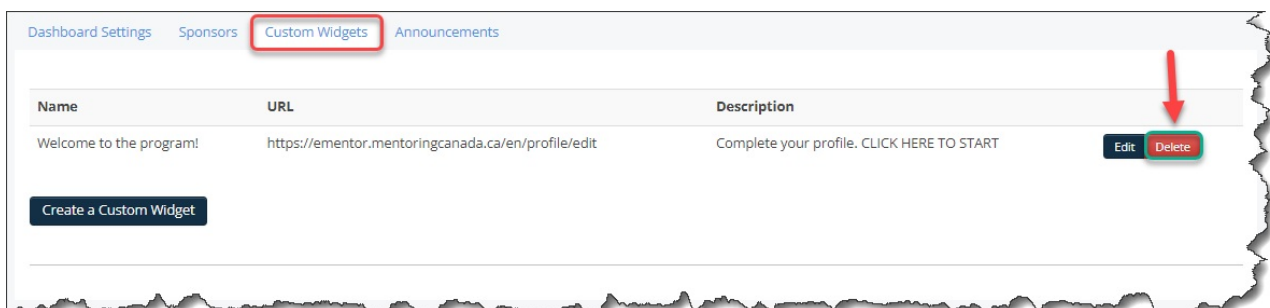 Dashboard Settings Sponsors Custom Widgets Announcements
Name URL Description
Welcome to the program! https://ementor.mentoringcanada.ca/en/profile/edit Complete your profile. CLICK HERE TO START Edit Delete
Create a Custom Widget